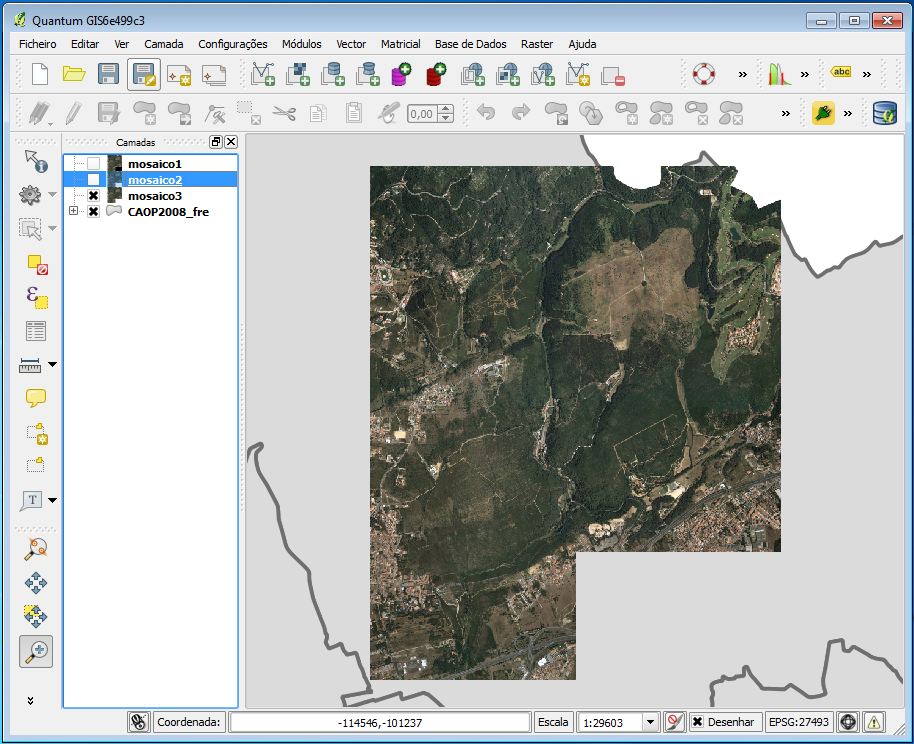 Quantum GIS6e499c3
Ficheiro Editar Ver Camada Configurações Módulos Vector Matricial Base de Dados Raster Ajuda
abc
0,00
Camadas
mosaico1
mosaico2
mosaico3
CAOP2008_fre
ε
T
Coordenada: -114546,-101237 Escala 1:29603 Desenhar EPSG:27493